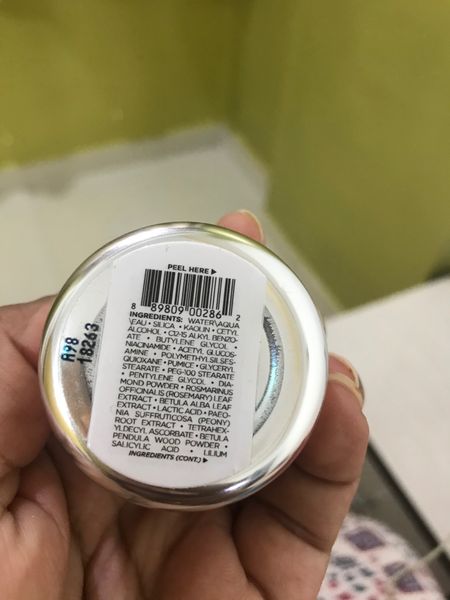 PEEL HERE ▶
8 89809 00286 2
INGREDIENTS: WATER\AQUA
\EAU • SILICA • KAOLIN • CETYL
ALCOHOL • C12-15 ALKYL BENZO-
ATE • BUTYLENE GLYCOL •
NIACINAMIDE • ACETYL GLUCOS-
AMINE • POLYMETHYLSILSES-
QUIOXANE • PUMICE • GLYCERYL
STEARATE • PEG-100 STEARATE
• PENTYLENE GLYCOL • DIA-
MOND POWDER • ROSMARINUS
OFFICINALIS (ROSEMARY) LEAF
EXTRACT • BETULA ALBA LEAF
EXTRACT • LACTIC ACID • PAEO-
NIA SUFFRUTICOSA (PEONY)
ROOT EXTRACT • TETRAHEX-
YLDECYL ASCORBATE • BETULA
PENDULA WOOD POWDER •
SALICYLIC ACID • LILIUM
INGREDIENTS (CONT.) ▶
18263